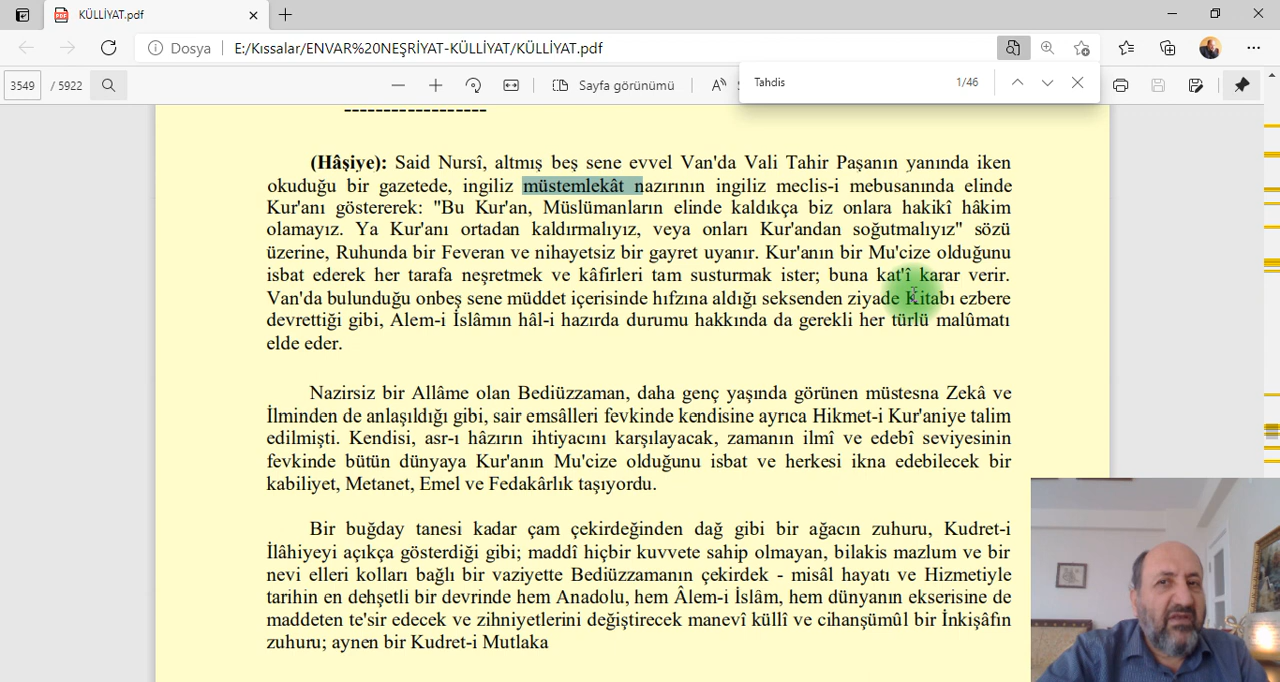 KÜLLİYAT.pdf
Dosya E:/Kıssalar/ENVAR%20NEŞRİYAT-KÜLLİYAT/KÜLLİYAT.pdf
3549 / 5922 Sayfa görünümü Tahdis 1/46
------------------
(Hâşiye): Said Nursî, altmış beş sene evvel Van'da Vali Tahir Paşanın yanında iken
okuduğu bir gazetede, ingiliz müstemlekât nazırının ingiliz meclis-i mebusanında elinde
Kur'anı göstererek: "Bu Kur'an, Müslümanların elinde kaldıkça biz onlara hakikî hâkim
olamayız. Ya Kur'anı ortadan kaldırmalıyız, veya onları Kur'andan soğutmalıyız" sözü
üzerine, Ruhunda bir Feveran ve nihayetsiz bir gayret uyanır. Kur'anın bir Mu'cize olduğunu
isbat ederek her tarafa neşretmek ve kâfirleri tam susturmak ister; buna kat'î karar verir.
Van'da bulunduğu onbeş sene müddet içerisinde hıfzına aldığı seksenden ziyade Kitabı ezbere
devrettiği gibi, Alem-i İslâmın hâl-i hazırda durumu hakkında da gerekli her türlü malûmatı
elde eder.
Nazirsiz bir Allâme olan Bediüzzaman, daha genç yaşında görünen müstesna Zekâ ve
İlminden de anlaşıldığı gibi, sair emsâlleri fevkinde kendisine ayrıca Hikmet-i Kur'aniye talim
edilmişti. Kendisi, asr-ı hâzırın ihtiyacını karşılayacak, zamanın ilmî ve edebî seviyesinin
fevkinde bütün dünyaya Kur'anın Mu'cize olduğunu isbat ve herkesi ikna edebilecek bir
kabiliyet, Metanet, Emel ve Fedakârlık taşıyordu.
Bir buğday tanesi kadar çam çekirdeğinden dağ gibi bir ağacın zuhuru, Kudret-i
İlâhiyeyi açıkça gösterdiği gibi; maddî hiçbir kuvvete sahip olmayan, bilakis mazlum ve bir
nevi elleri kolları bağlı bir vaziyette Bediüzzamanın çekirdek - misâl hayatı ve Hizmetiyle
tarihin en dehşetli bir devrinde hem Anadolu, hem Âlem-i İslâm, hem dünyanın ekserisine de
maddeten te'sir edecek ve zihniyetlerini değiştirecek manevî küllî ve cihanşümûl bir İnkişâfın
zuhuru; aynen bir Kudret-i Mutlaka